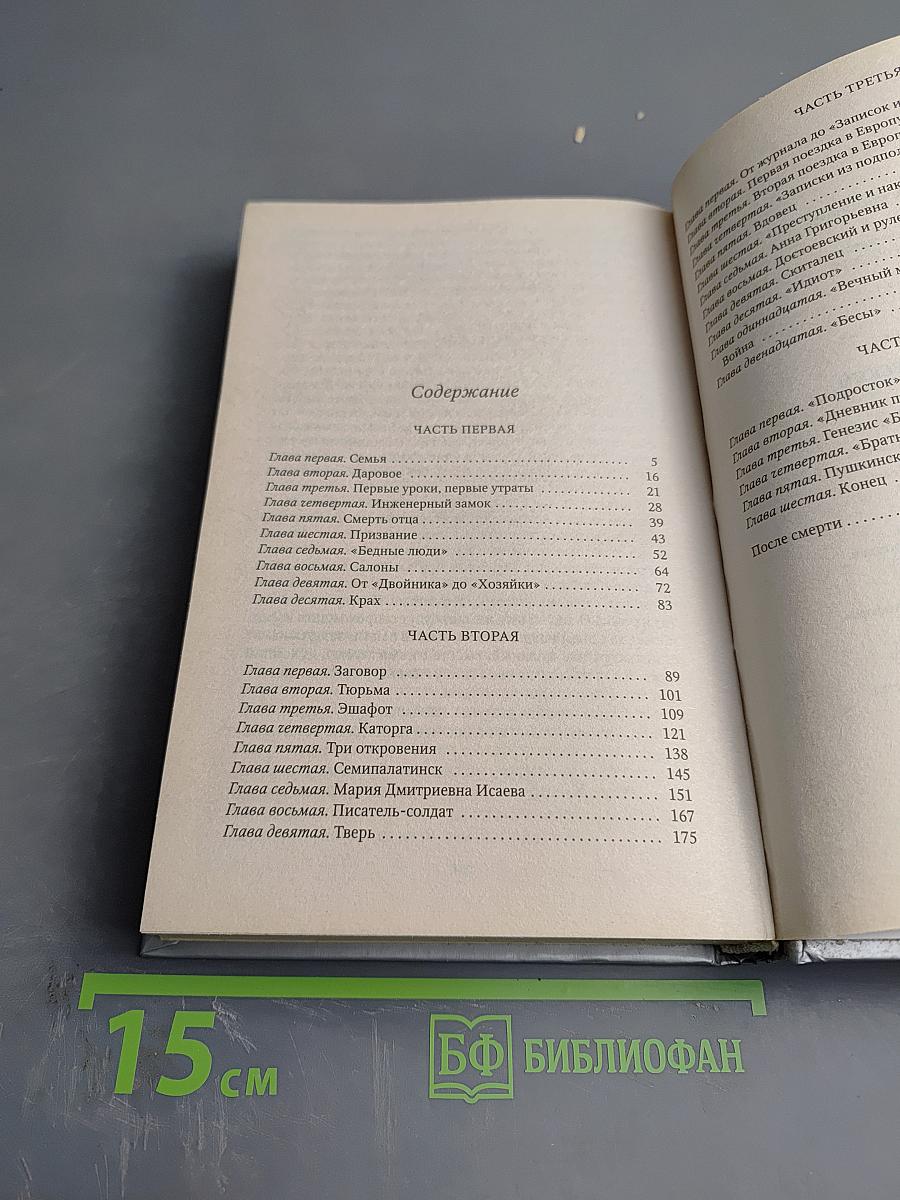 Содержание
ЧАСТЬ ПЕРВАЯ
Глава первая. Семья 5
Глава вторая. Даровое 16
Глава третья. Первые уроки, первые утраты 21
Глава четвертая. Инженерный замок 28
Глава пятая. Смерть отца 39
Глава шестая. Призвание 43
Глава седьмая. «Бедные люди» 52
Глава восьмая. Салоны 64
Глава девятая. От «Двойника» до «Хозяйки» 72
Глава десятая. Крах 83
ЧАСТЬ ВТОРАЯ
Глава первая. Заговор 89
Глава вторая. Тюрьма 101
Глава третья. Эшафот 109
Глава четвертая. Каторга 121
Глава пятая. Три откровения 138
Глава шестая. Семипалатинск 145
Глава седьмая. Мария Дмитриевна Исаева 151
Глава восьмая. Писатель-солдат 167
Глава девятая. Тверь 175
ЧАСТЬ ТРЕТЬЯ
Глава первая. От журнала до «Записок и
Глава вторая. Первая поездка в Европу
Глава третья. Вторая поездка в Европ
Глава четвертая. «Записки из подпол
Глава пятая. Вдовец
Глава шестая. «Преступление и нак
Глава седьмая. Анна Григорьевна
Глава восьмая. Достоевский и руле
Глава девятая. Скиталец
Глава десятая. «Идиот»
Глава одиннадцатая. «Вечный м
Война
Глава двенадцатая. «Бесы»
ЧАСТ
Глава первая. «Подросток»
Глава вторая. «Дневник п
Глава третья. Генезис «Б
Глава четвертая. «Брать
Глава пятая. Пушкинск
Глава шестая. Конец
После смерти
15 см
БФ БИБЛИОФАН